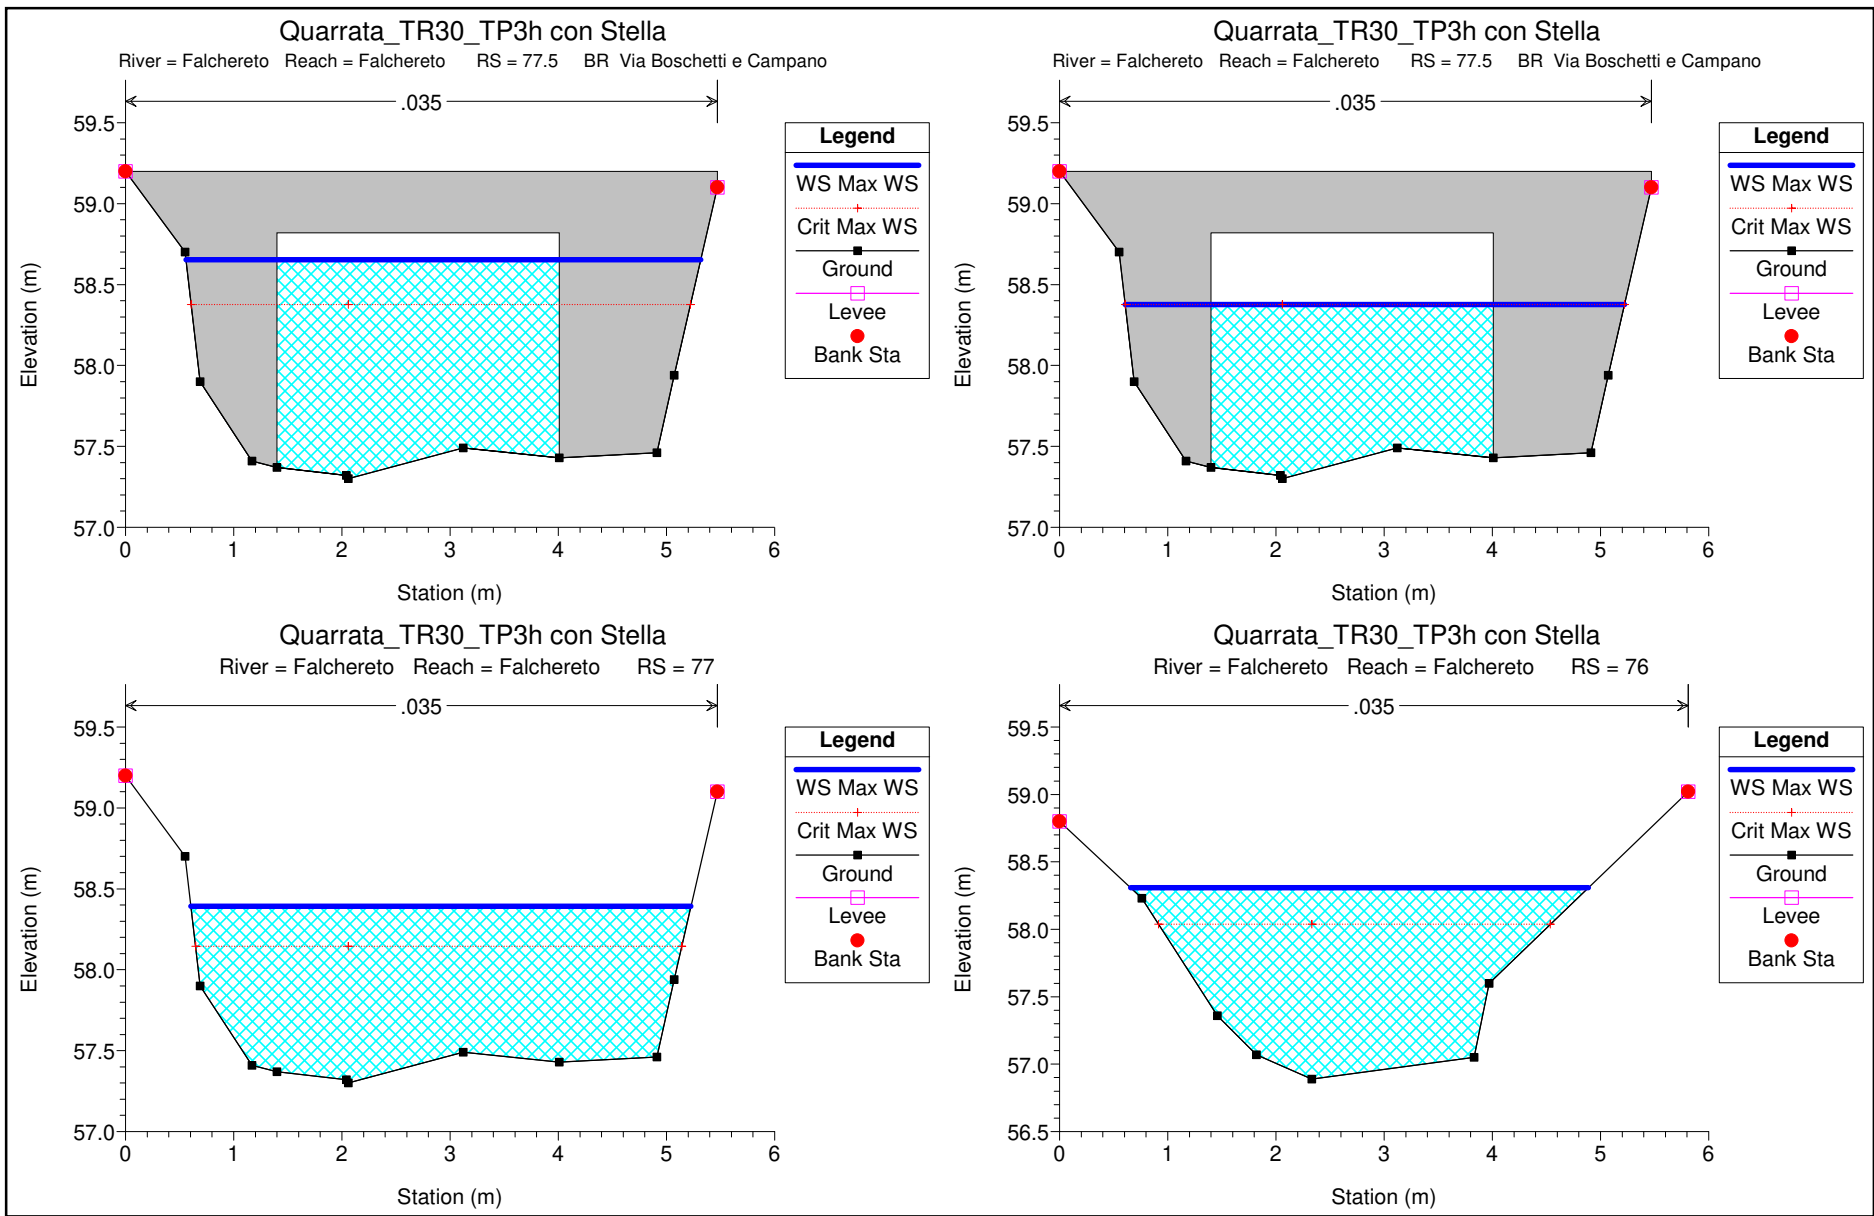 Quarrata_TR30_TP3h con Stella
River = Falchereto Reach = Falchereto RS = 77.5 BR Via Boschetti e Campano
.035
59.5
59.0
58.5
58.0
57.5
57.0
0 1 2 3 4 5 6
Elevation (m)
Station (m)
Legend
WS Max WS
Crit Max WS
Ground
Levee
Bank Sta
Quarrata_TR30_TP3h con Stella
River = Falchereto Reach = Falchereto RS = 77.5 BR Via Boschetti e Campano
.035
59.5
59.0
58.5
58.0
57.5
57.0
0 1 2 3 4 5 6
Elevation (m)
Station (m)
Legend
WS Max WS
Crit Max WS
Ground
Levee
Bank Sta
Quarrata_TR30_TP3h con Stella
River = Falchereto Reach = Falchereto RS = 77
.035
59.5
59.0
58.5
58.0
57.5
57.0
0 1 2 3 4 5 6
Elevation (m)
Station (m)
Legend
WS Max WS
Crit Max WS
Ground
Levee
Bank Sta
Quarrata_TR30_TP3h con Stella
River = Falchereto Reach = Falchereto RS = 76
.035
59.5
59.0
58.5
58.0
57.5
57.0
56.5
0 1 2 3 4 5 6
Elevation (m)
Station (m)
Legend
WS Max WS
Crit Max WS
Ground
Levee
Bank Sta